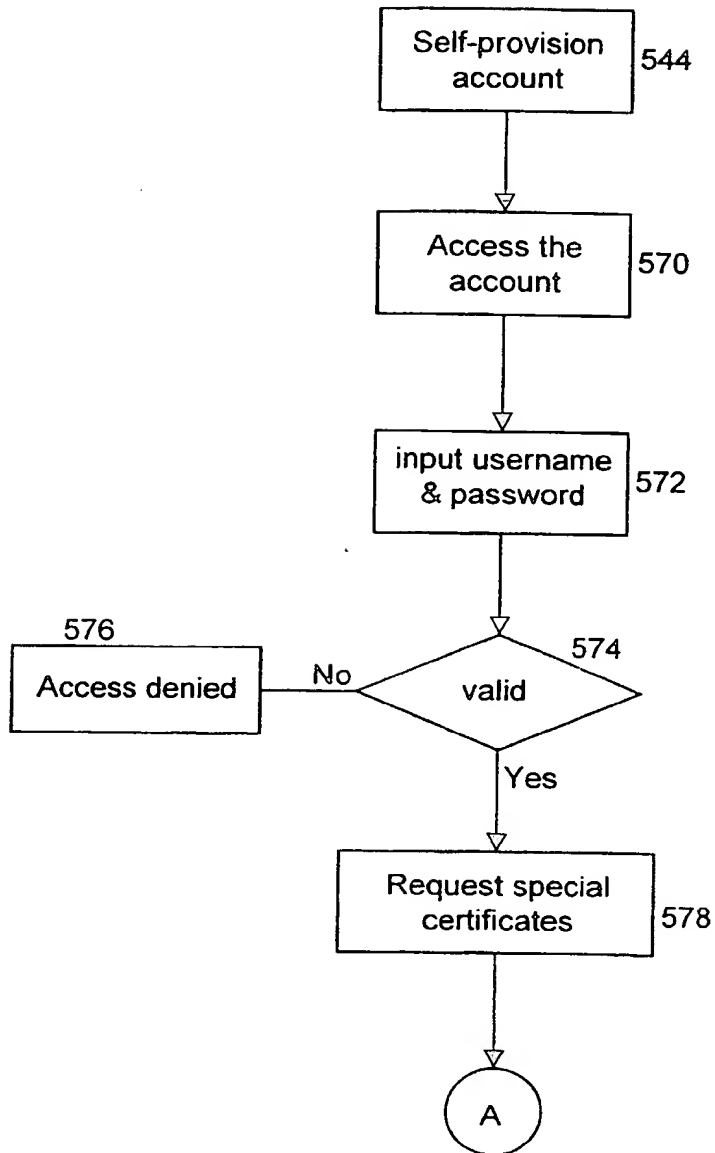 Self-provision
account
544
Access the
account
570
input username
& password
572
576
Access denied
No
valid
574
Yes
Request special
certificates
578
A